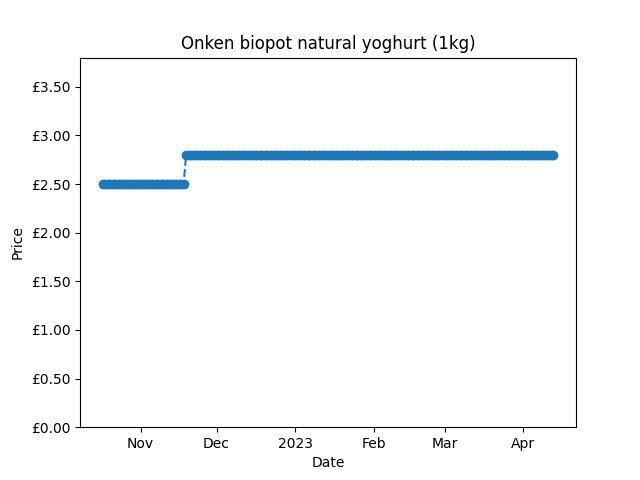 Onken biopot natural yoghurt (1kg)
£3.50
£3.00
£2.50
£2.00
£1.50
£1.00
£0.50
£0.00
Price
Nov Dec 2023 Feb Mar Apr
Date